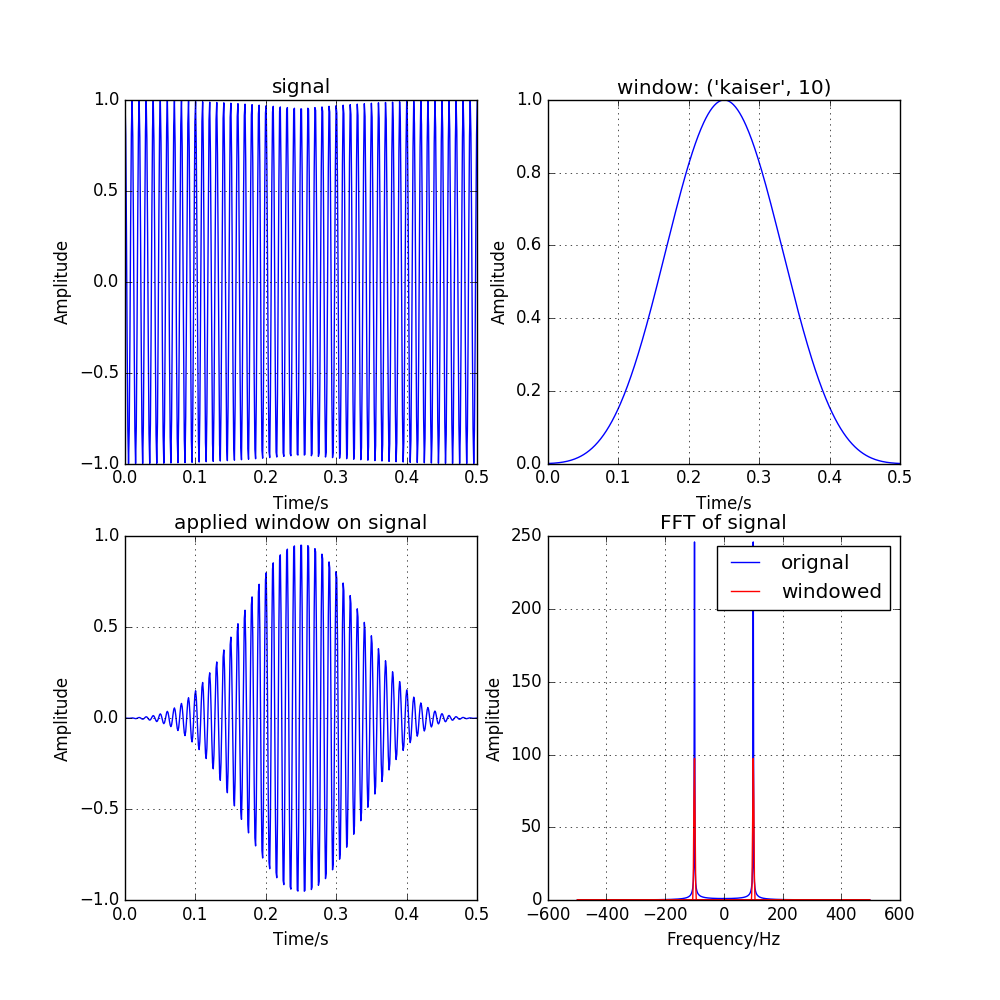 signal
1.0
0.5
0.0
−0.5
−1.0
Amplitude
0.0 0.1 0.2 0.3 0.4 0.5
Time/s
window: ('kaiser', 10)
1.0
0.8
0.6
0.4
0.2
0.0
Amplitude
0.0 0.1 0.2 0.3 0.4 0.5
Time/s
applied window on signal
1.0
0.5
0.0
−0.5
−1.0
Amplitude
0.0 0.1 0.2 0.3 0.4 0.5
Time/s
FFT of signal
250
200
150
100
50
0
Amplitude
orignal
windowed
−600 −400 −200 0 200 400 600
Frequency/Hz